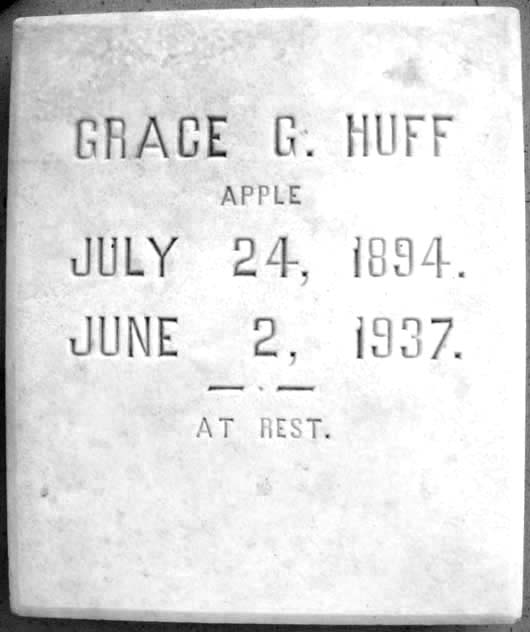 GRACE G. HUFF
APPLE
JULY 24, 1894.
JUNE 2, 1937.
AT REST.